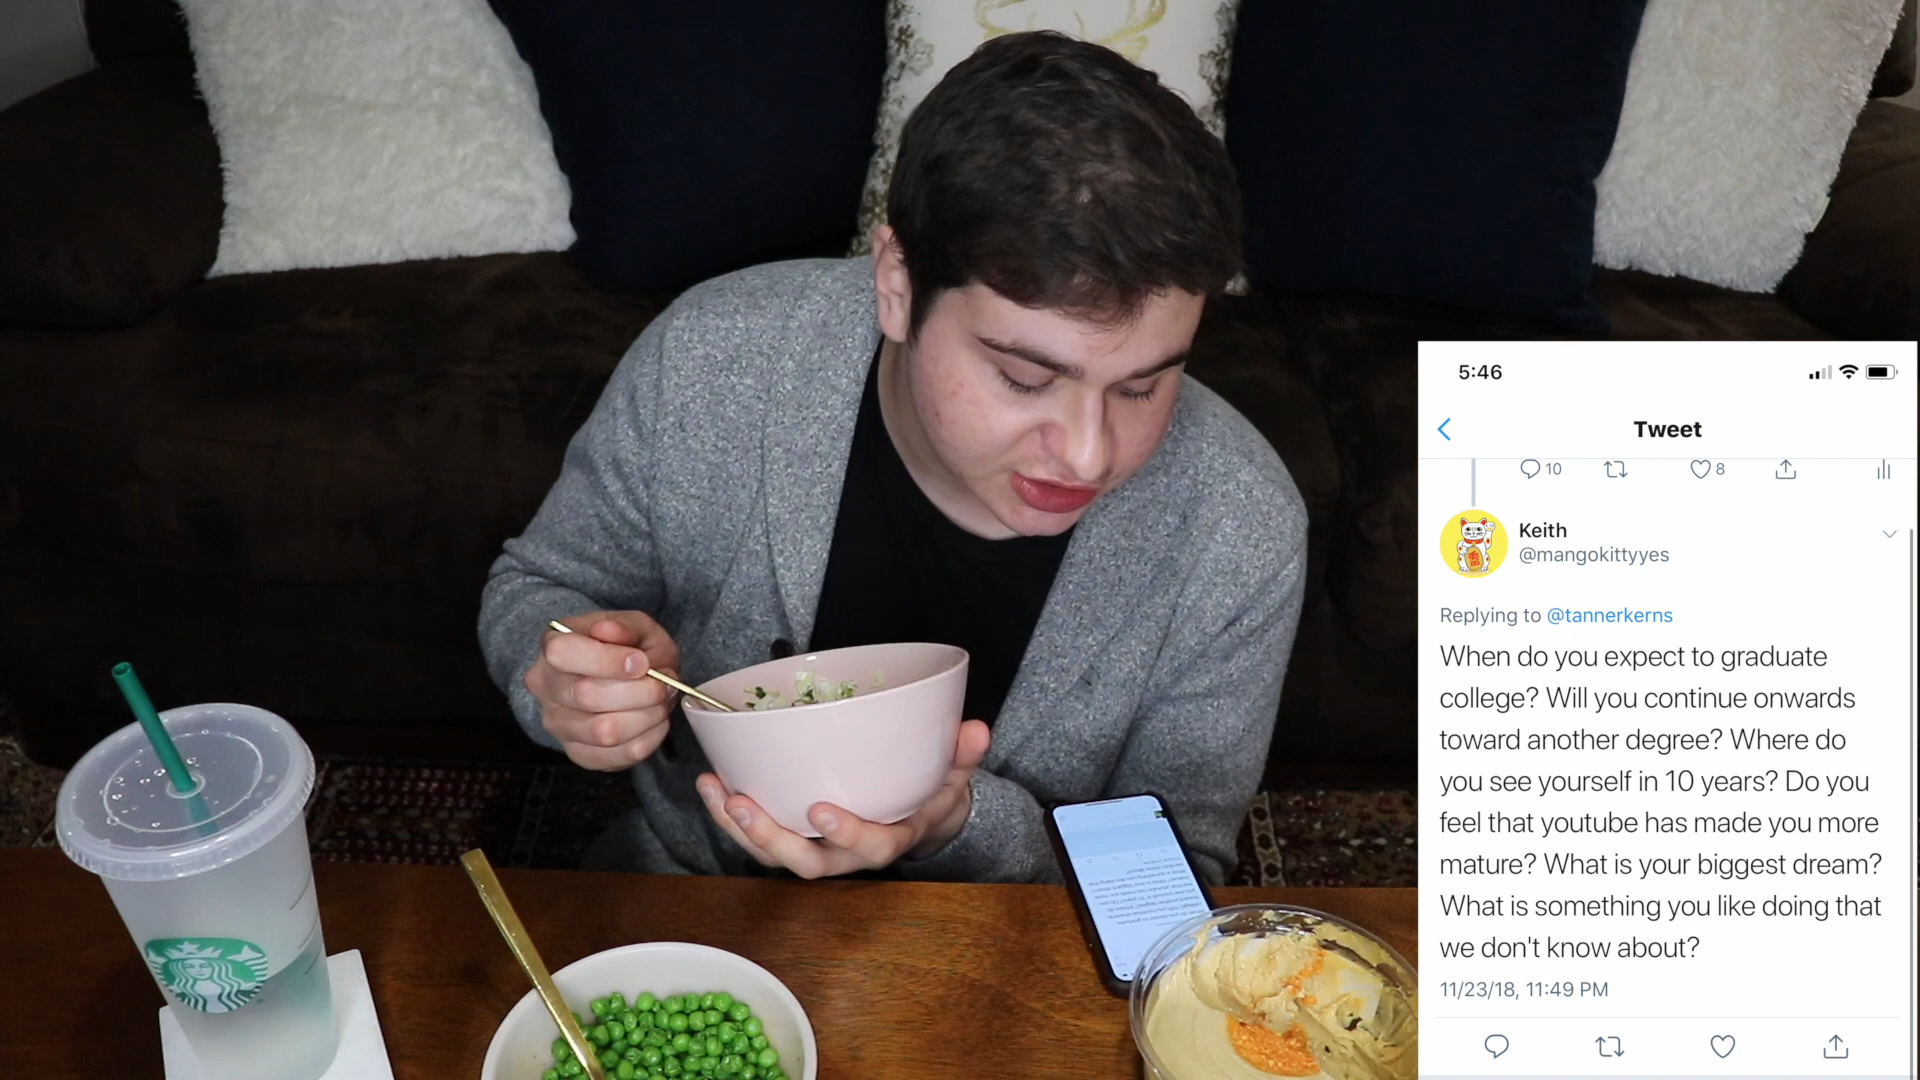 5:46
Tweet
10 8
Keith
@mangokittyyes
Replying to @tannerkerns
When do you expect to graduate
college? Will you continue onwards
toward another degree? Where do
you see yourself in 10 years? Do you
feel that youtube has made you more
mature? What is your biggest dream?
What is something you like doing that
we don't know about?
11/23/18, 11:49 PM